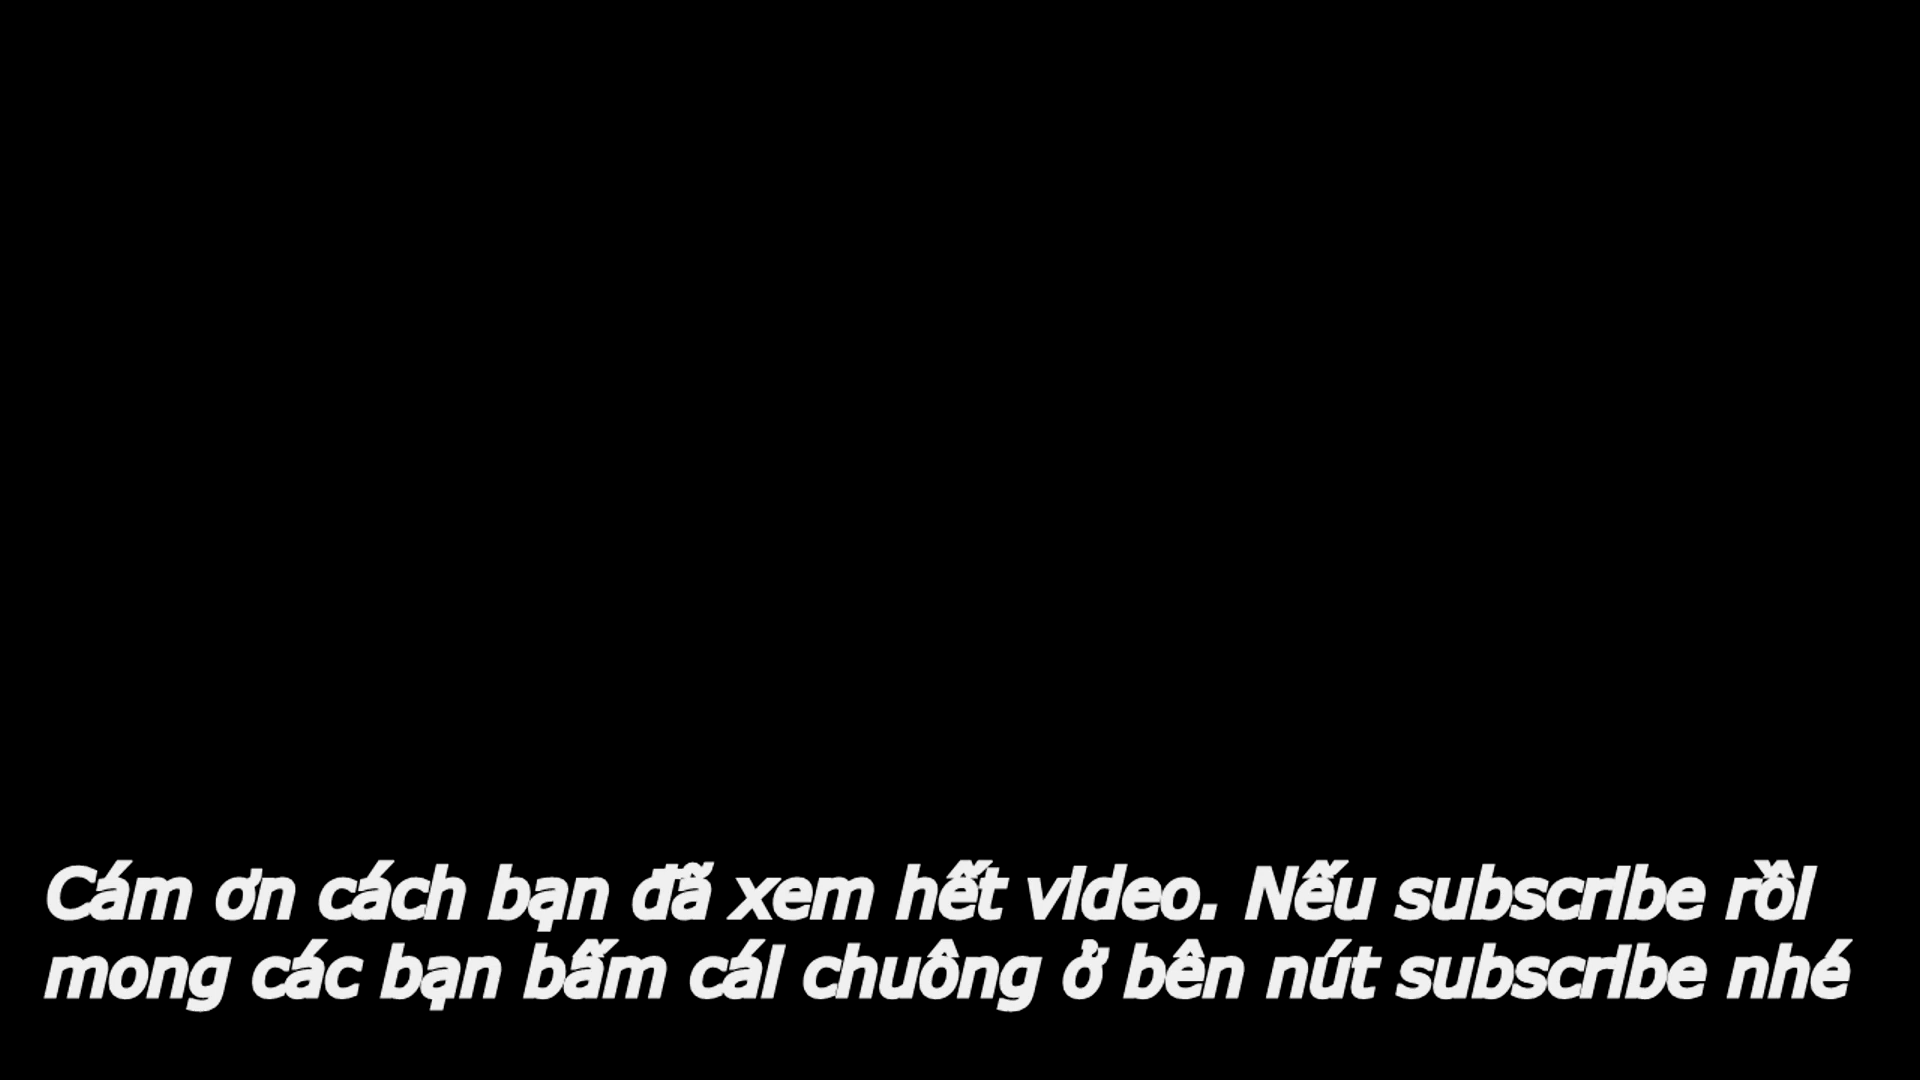 Cám ơn cách bạn đã xem hết video. Nếu subscribe rồi
mong các bạn bấm cái chuông ở bên nút subscribe nhé